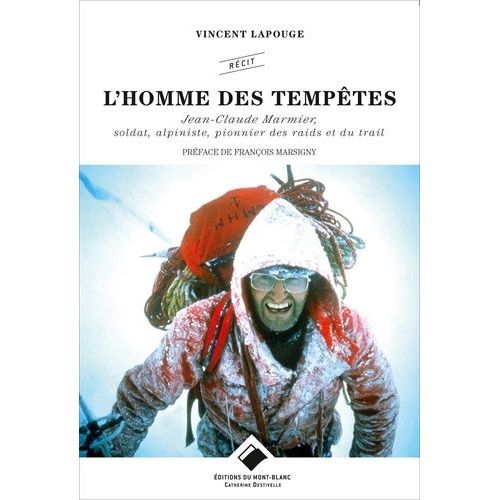 VINCENT LAPOUGE
RÉCIT
L'HOMME DES TEMPÊTES
Jean-Claude Marmier,
soldat, alpiniste, pionnier des raids et du trail
PRÉFACE DE FRANÇOIS MARSIGNY
GMHM
ÉDITIONS DU MONT-BLANC
CATHERINE DESTIVELLE